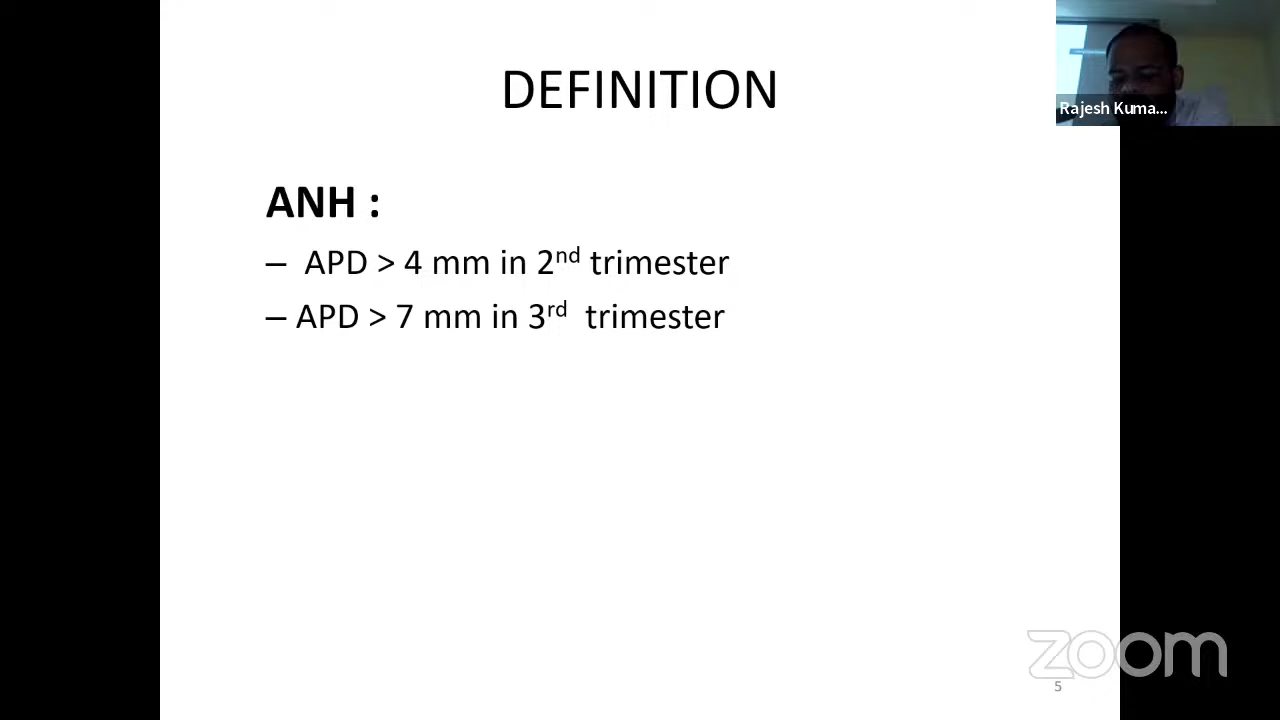 DEFINITION
Rajesh Kuma...
ANH :
– APD > 4 mm in 2nd trimester
– APD > 7 mm in 3rd trimester
zoom
5